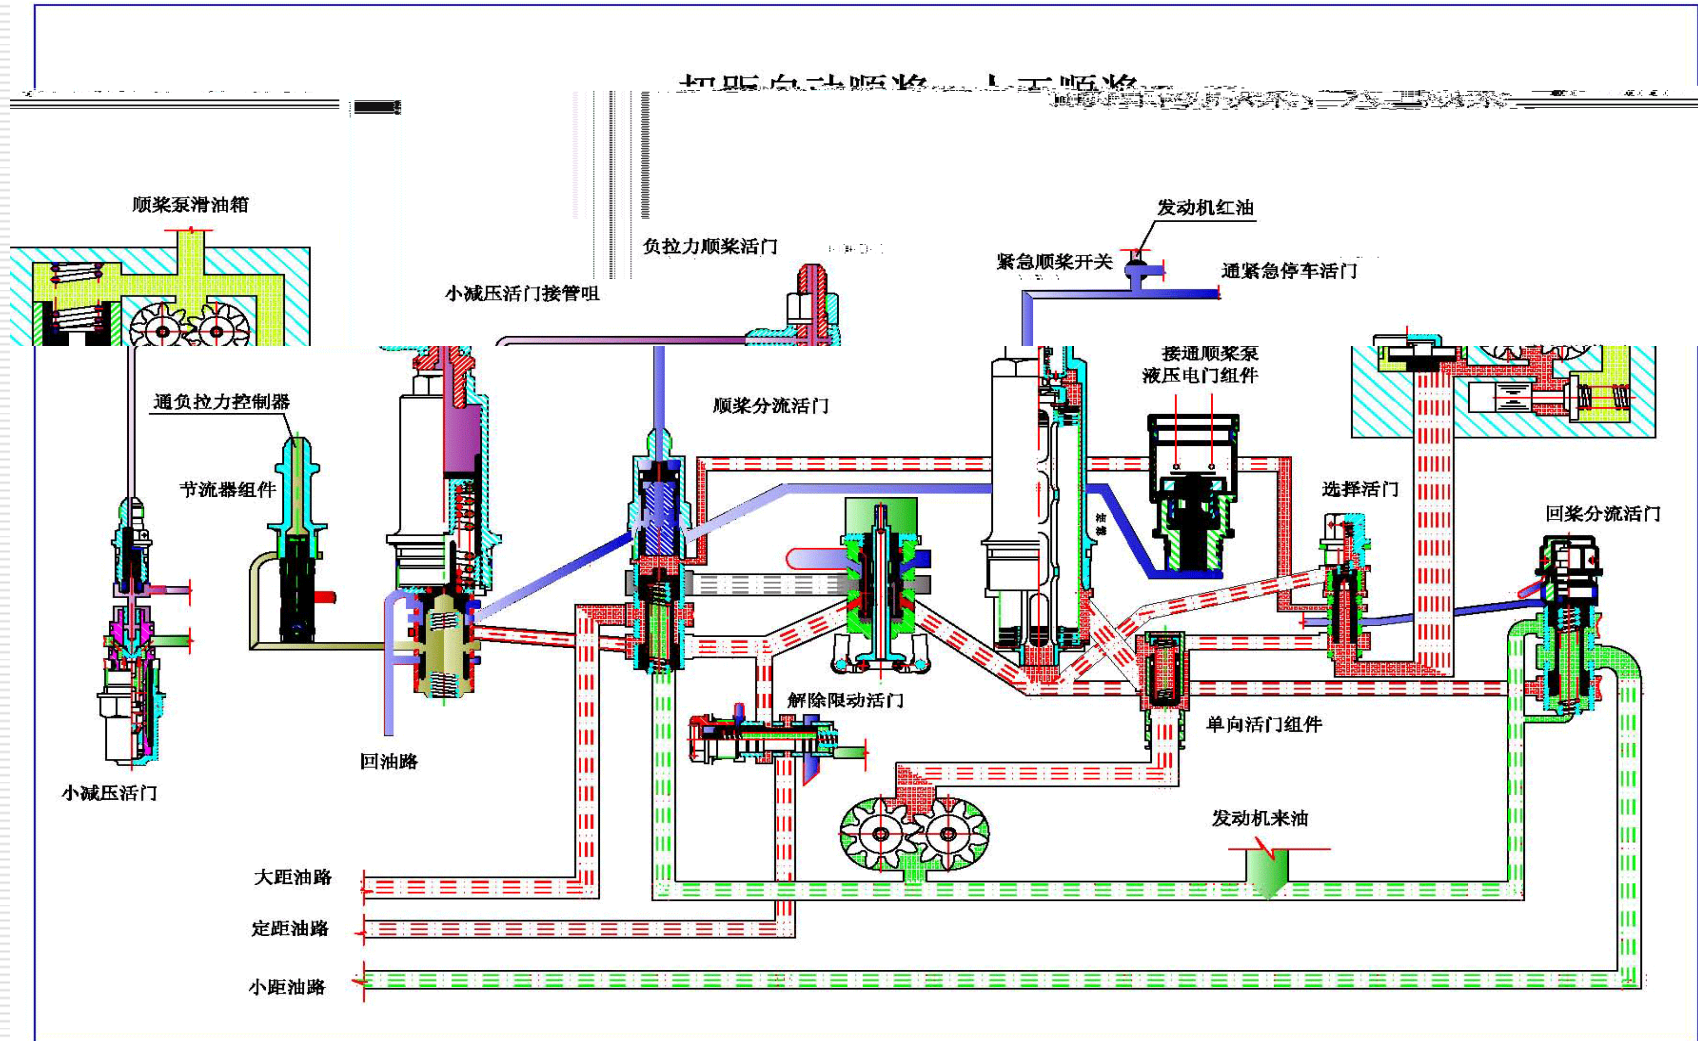 顺桨泵滑油箱
发动机红油
负拉力顺桨活门
紧急顺桨开关
通紧急停车活门
小减压活门接管咀
接通顺桨泵
液压电门组件
通负拉力控制器
顺桨分流活门
节流器组件
选择活门
回桨分流活门
油滤
解除限动活门
单向活门组件
回油路
小减压活门
发动机来油
大距油路
定距油路
小距油路